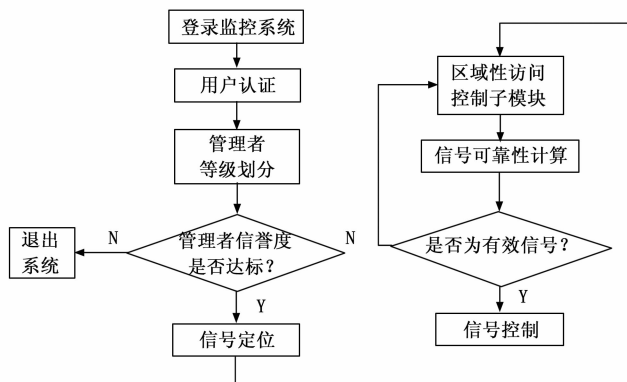 登录监控系统
用户认证
管理者
等级划分
管理者信誉度
是否达标？
N
退出
系统
Y
信号定位
区域性访问
控制子模块
信号可靠性计算
是否为有效信号？
N
Y
信号控制